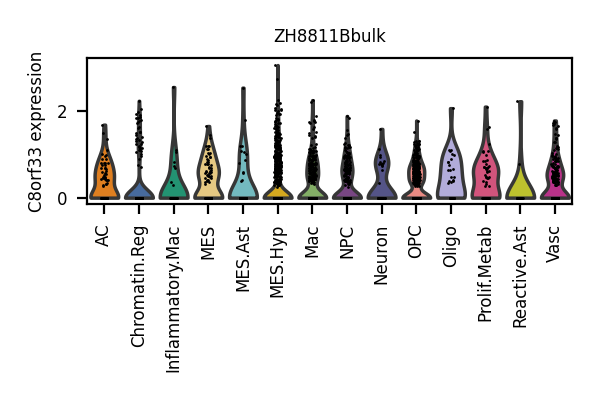 ZH8811Bbulk
C8orf33 expression
2
0
AC
Chromatin.Reg
Inflammatory.Mac
MES
MES.Ast
MES.Hyp
Mac
NPC
Neuron
OPC
Oligo
Prolif.Metab
Reactive.Ast
Vasc